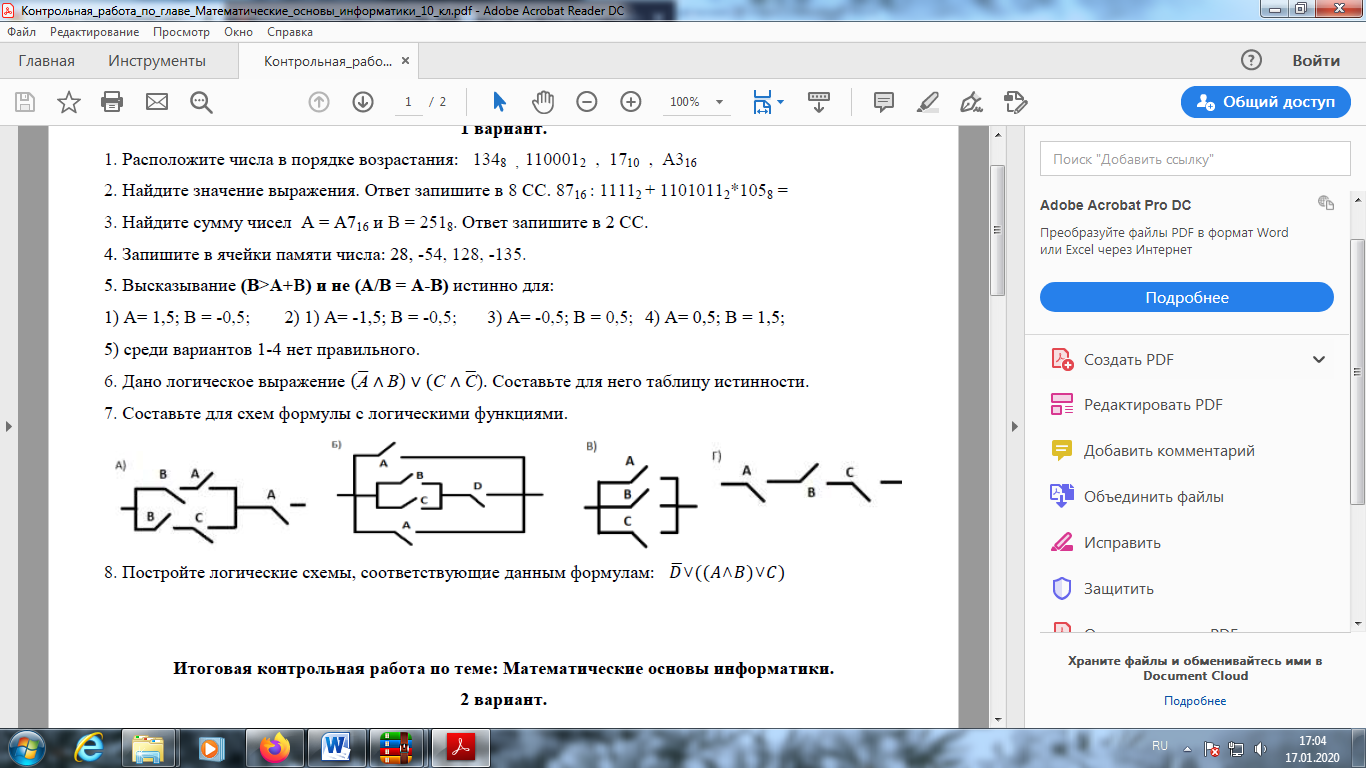 Контрольная_работа_по_главе_Математические_основы_информатики_10_кл.pdf - Adobe Acrobat Reader DC
Файл Редактирование Просмотр Окно Справка
Главная Инструменты Контрольная_рабо... × Войти
1 / 2 100% Общий доступ
1 вариант.
1. Расположите числа в порядке возрастания: 134₈ , 110001₂ , 17₁₀ , A3₁₆
2. Найдите значение выражения. Ответ запишите в 8 СС. 87₁₆ : 1111₂ + 1101011₂*105₈ =
3. Найдите сумму чисел A = A7₁₆ и B = 251₈. Ответ запишите в 2 СС.
4. Запишите в ячейки памяти числа: 28, -54, 128, -135.
5. Высказывание (B>A+B) и не (A/B = A-B) истинно для:
1) A= 1,5; B = -0,5; 2) 1) A= -1,5; B = -0,5; 3) A= -0,5; B = 0,5; 4) A= 0,5; B = 1,5;
5) среди вариантов 1-4 нет правильного.
6. Дано логическое выражение (A̅ ∧ B) ∨ (C ∧ C̅). Составьте для него таблицу истинности.
7. Составьте для схем формулы с логическими функциями.
А) B A B C A
Б) A B C D A
В) A B C
Г) A B C
8. Постройте логические схемы, соответствующие данным формулам: D̅∨((A∧B)∨C)
Итоговая контрольная работа по теме: Математические основы информатики.
2 вариант.
Поиск "Добавить ссылку"
Adobe Acrobat Pro DC
Преобразуйте файлы PDF в формат Word
или Excel через Интернет
Подробнее
Создать PDF
Редактировать PDF
Добавить комментарий
Объединить файлы
Исправить
Защитить
Храните файлы и обменивайтесь ими в
Document Cloud
Подробнее
RU
17:04
17.01.2020